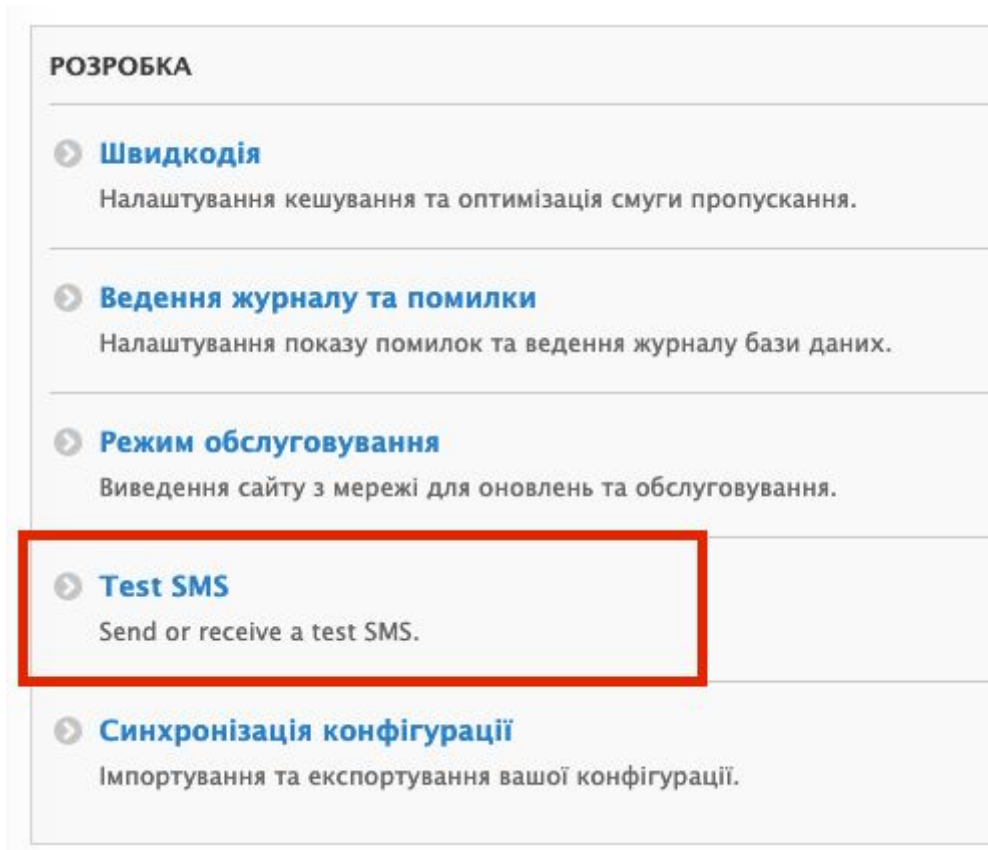 РОЗРОБКА
Швидкодія
Налаштування кешування та оптимізація смуги пропускання.
Ведення журналу та помилки
Налаштування показу помилок та ведення журналу бази даних.
Режим обслуговування
Виведення сайту з мережі для оновлень та обслуговування.
Test SMS
Send or receive a test SMS.
Синхронізація конфігурації
Імпортування та експортування вашої конфігурації.